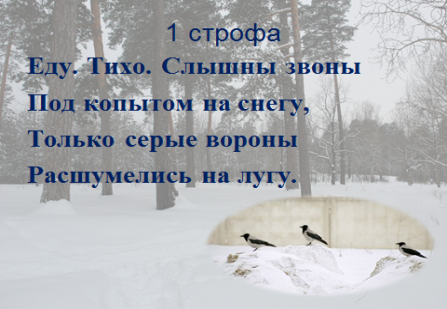 1 строфа
Еду. Тихо. Слышны звоны
Под копытом на снегу,
Только серые вороны
Расшумелись на лугу.